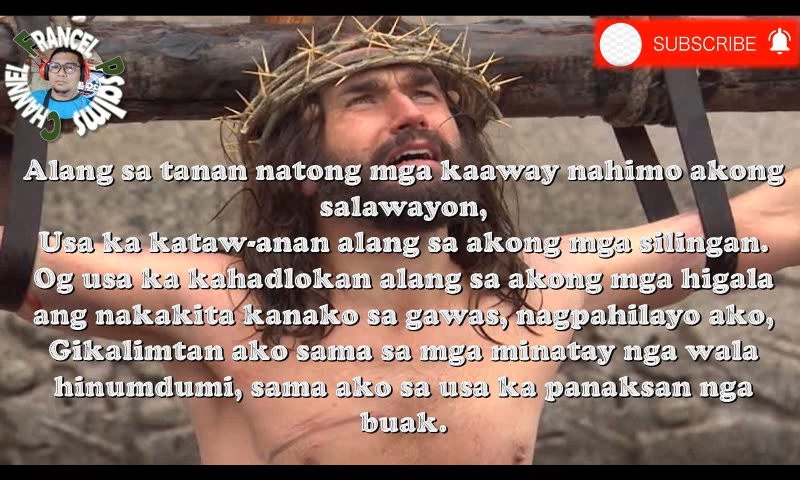 FRANCEL Psalms
CHANNEL
SUBSCRIBE
Alang sa tanan natong mga kaaway nahimo akong
salawayon,
Usa ka kataw-anan alang sa akong mga silingan.
Og usa ka kahadlokan alang sa akong mga higala
ang nakakita kanako sa gawas, nagpahilayo ako,
Gikalimtan ako sama sa mga minatay nga wala
hinumdumi, sama ako sa usa ka panaksan nga
buak.